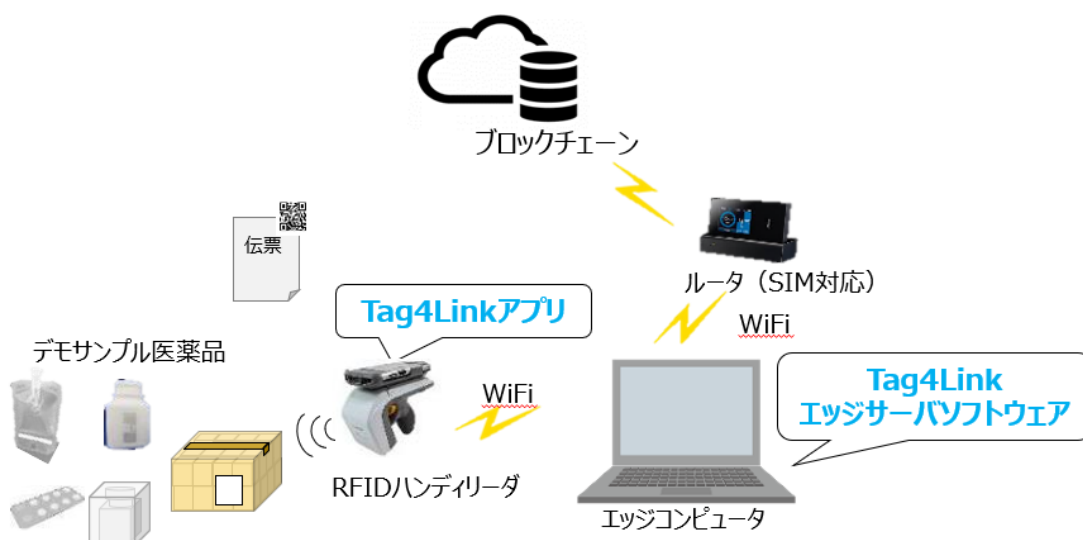 ブロックチェーン
伝票
ルータ（SIM対応）
Tag4Linkアプリ
WiFi
デモサンプル医薬品
WiFi
Tag4Link
エッジサーバソフトウェア
RFIDハンディリーダ
エッジコンピュータ